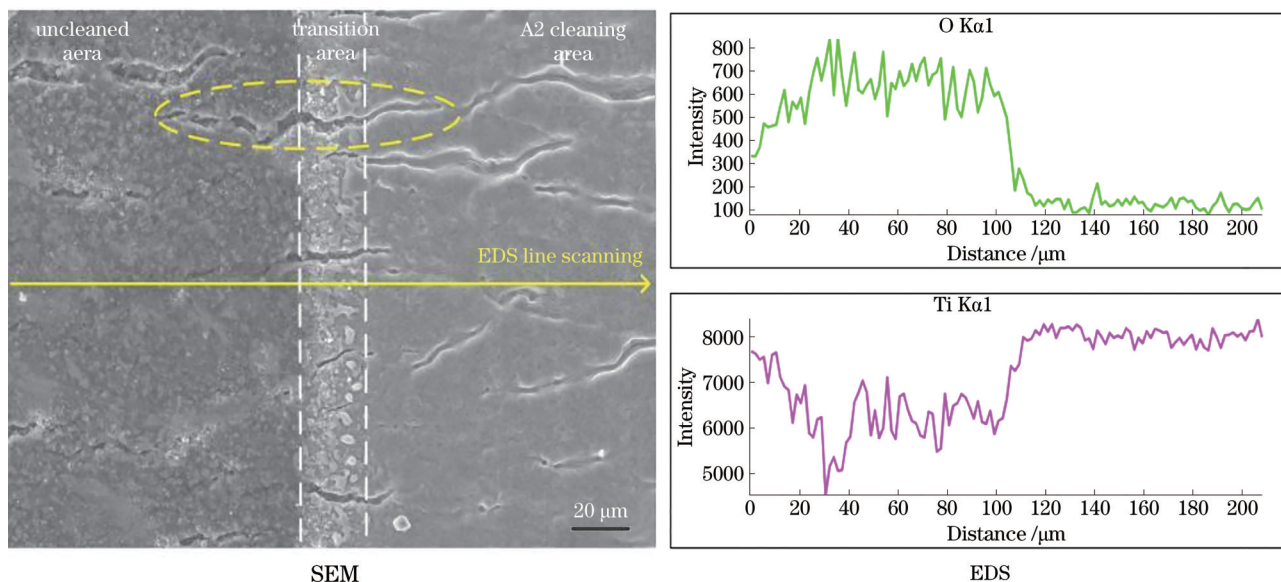 uncleaned
aera
transition
area
A2 cleaning
area
EDS line scanning
20 μm
SEM
O Kα1
800
700
600
500
400
300
200
100
Intensity
0 20 40 60 80 100 120 140 160 180 200
Distance /μm
Ti Kα1
8000
7000
6000
5000
Intensity
0 20 40 60 80 100 120 140 160 180 200
Distance /μm
EDS